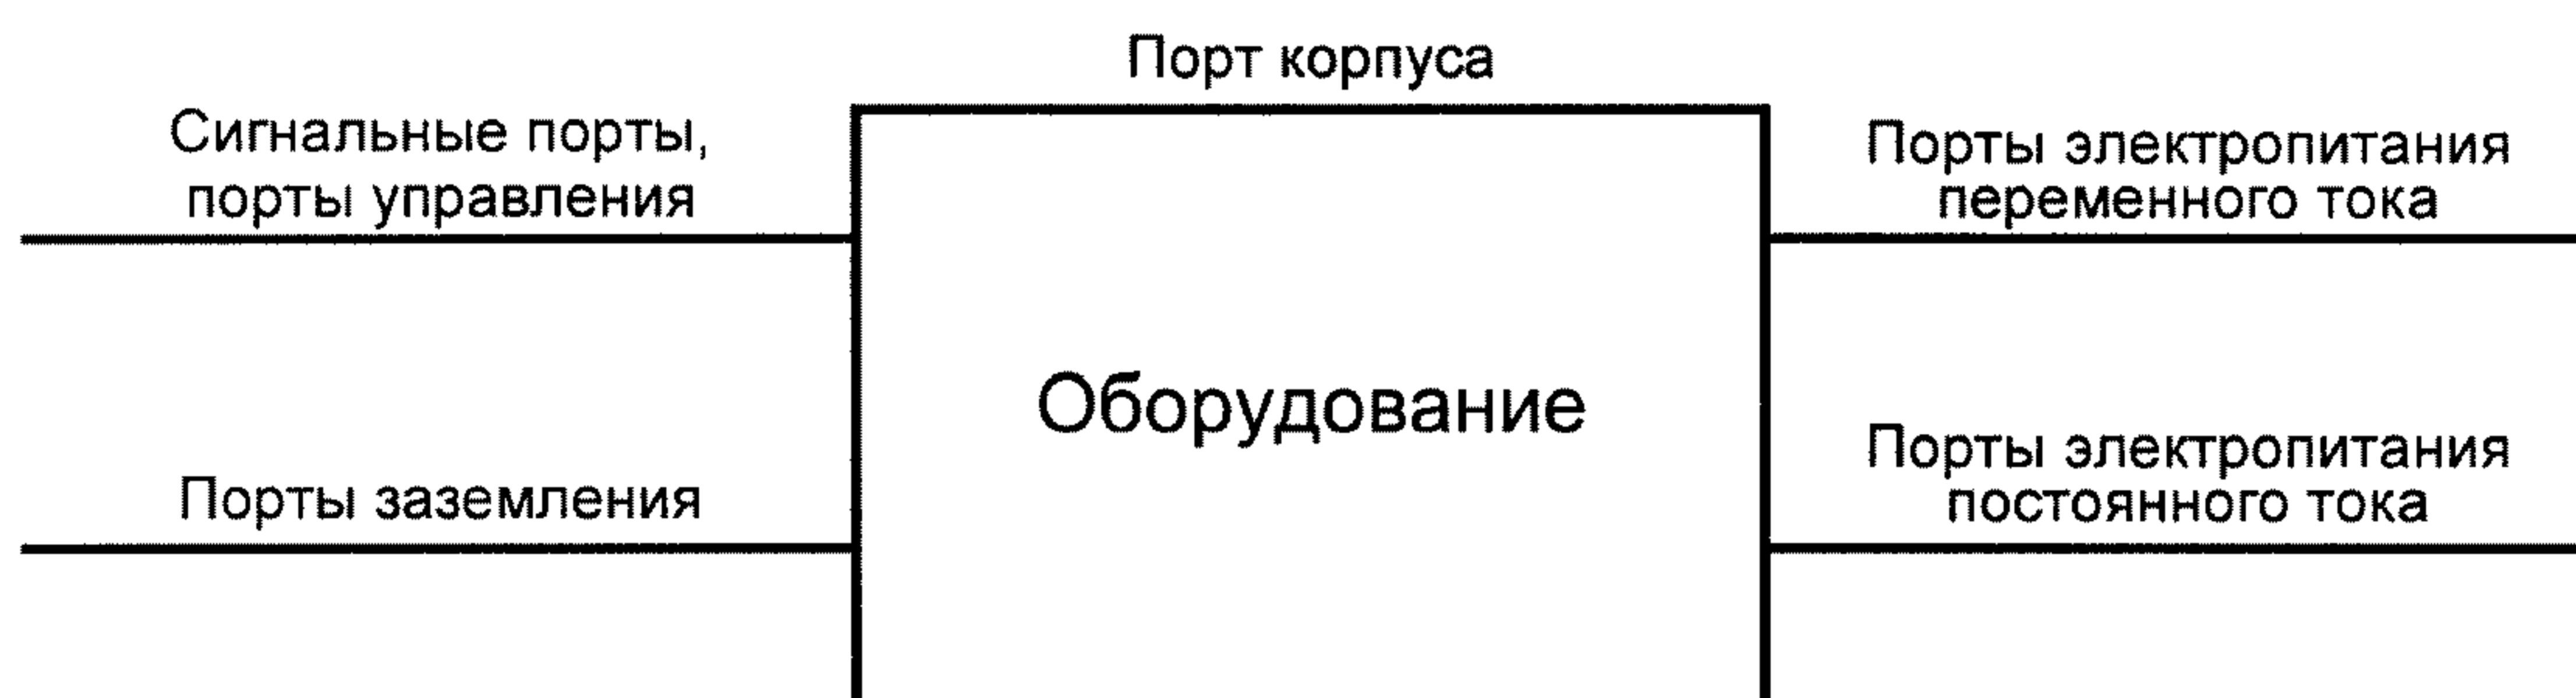 Порт корпуса
Сигнальные порты,
порты управления
Порты электропитания
переменного тока
Оборудование
Порты заземления
Порты электропитания
постоянного тока